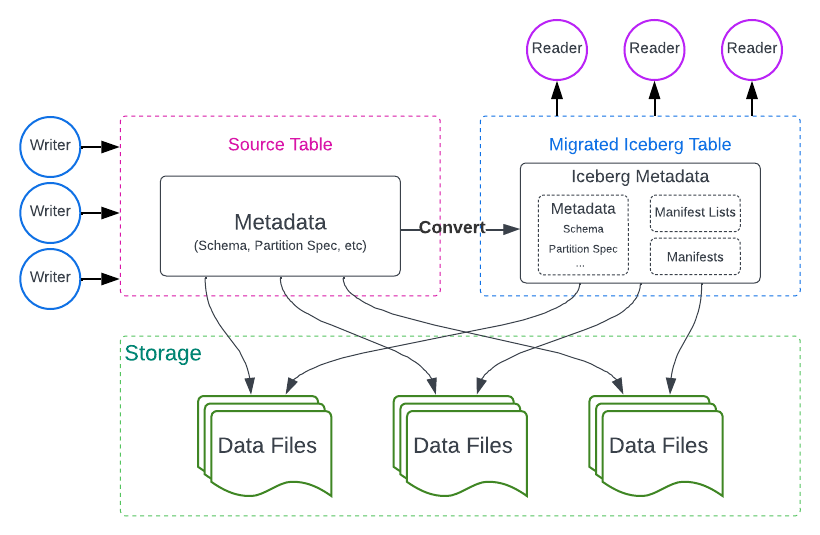 Reader
Reader
Reader
Writer
Writer
Writer
Source Table
Metadata
(Schema, Partition Spec, etc)
Convert
Migrated Iceberg Table
Iceberg Metadata
Metadata
Schema
Partition Spec
...
Manifest Lists
Manifests
Storage
Data Files
Data Files
Data Files